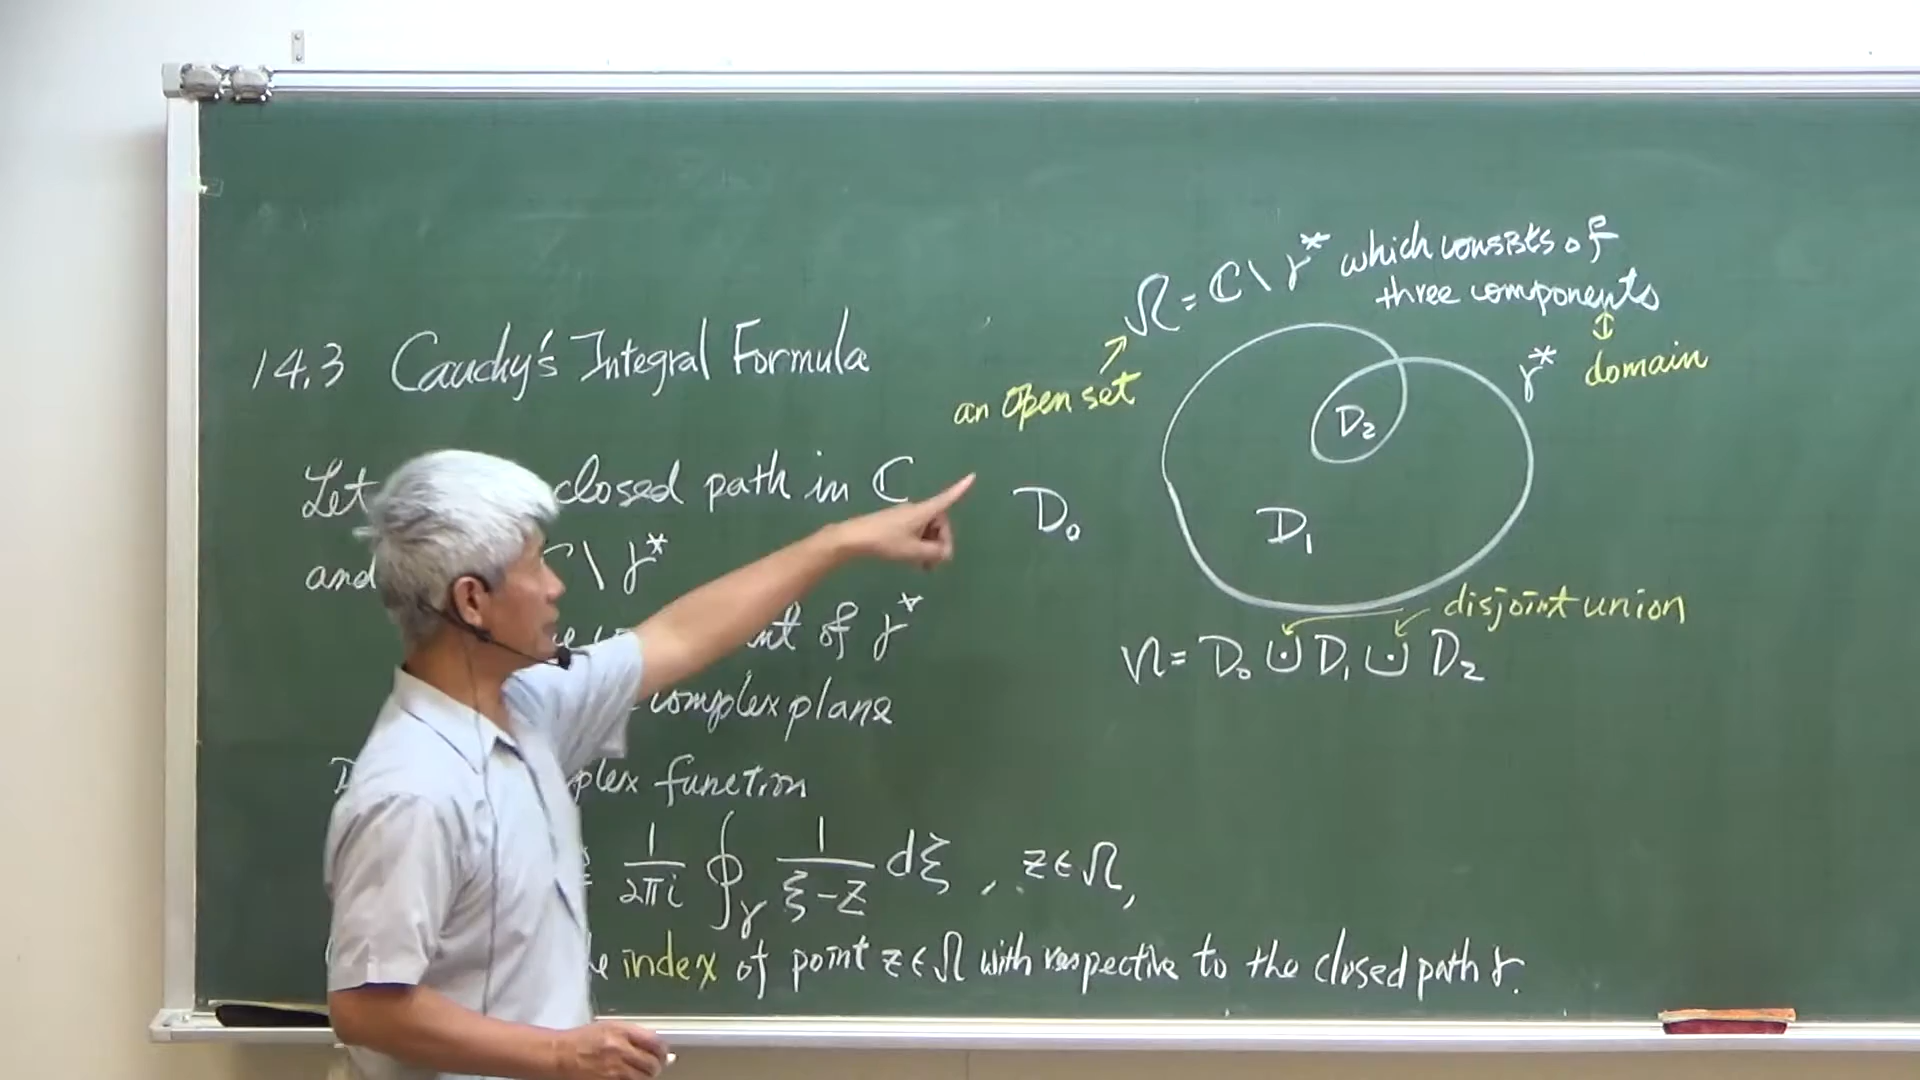 14.3 Cauchy's Integral Formula
Let closed path in ℂ
and \ γ*
of γ*
complex plane
function
1/2πi ∮_γ 1/(ξ-z) dξ , z∈Ω,
index of point z∈Ω with respective to the closed path γ.
Ω = ℂ \ γ* which consists of
three components
↕
domain
γ*
an open set
D₂
D₀
D₁
disjoint union
Ω = D₀ ⊍ D₁ ⊍ D₂